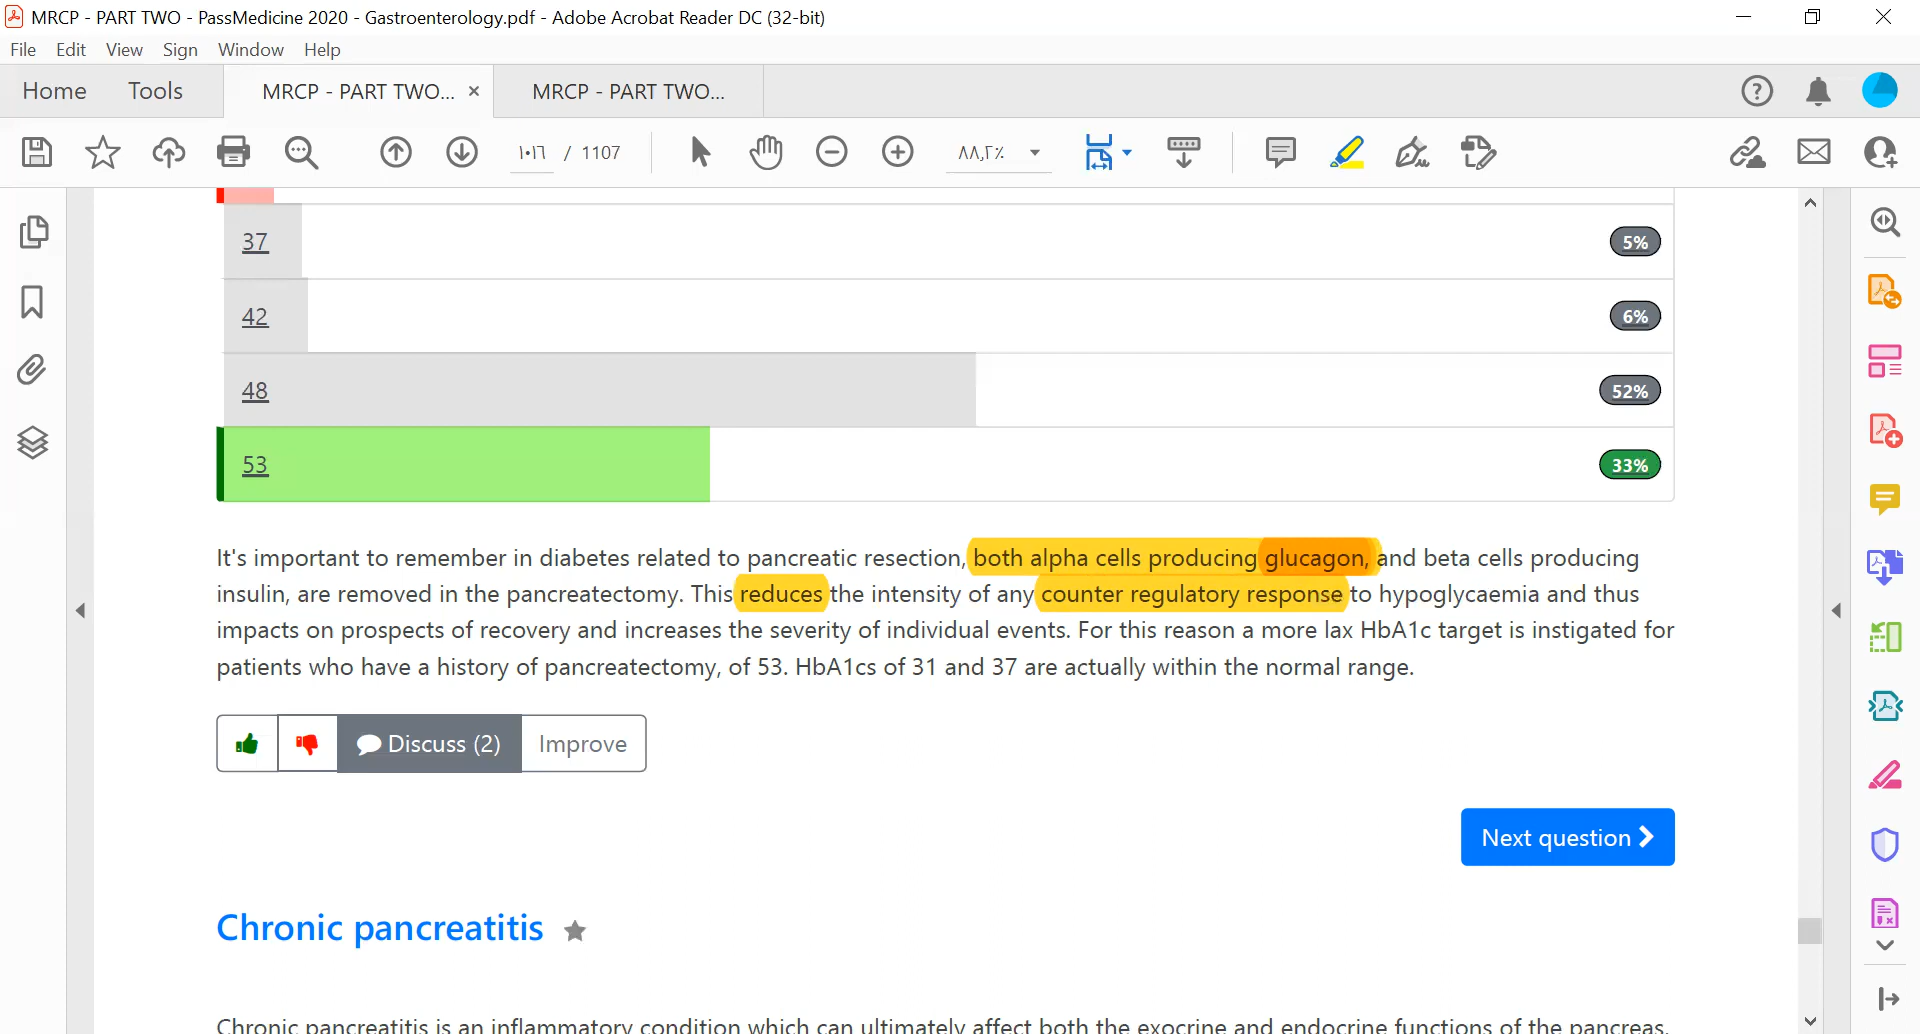 MRCP - PART TWO - PassMedicine 2020 - Gastroenterology.pdf - Adobe Acrobat Reader DC (32-bit)
File Edit View Sign Window Help
Home Tools MRCP - PART TWO... × MRCP - PART TWO...
١٠١٦ / 1107 ٨٨,٢٪
37 5%
42 6%
48 52%
53 33%
It's important to remember in diabetes related to pancreatic resection, both alpha cells producing glucagon, and beta cells producing
insulin, are removed in the pancreatectomy. This reduces the intensity of any counter regulatory response to hypoglycaemia and thus
impacts on prospects of recovery and increases the severity of individual events. For this reason a more lax HbA1c target is instigated for
patients who have a history of pancreatectomy, of 53. HbA1cs of 31 and 37 are actually within the normal range.
Discuss (2) Improve
Next question
Chronic pancreatitis
Chronic pancreatitis is an inflammatory condition which can ultimately affect both the exocrine and endocrine functions of the pancreas.